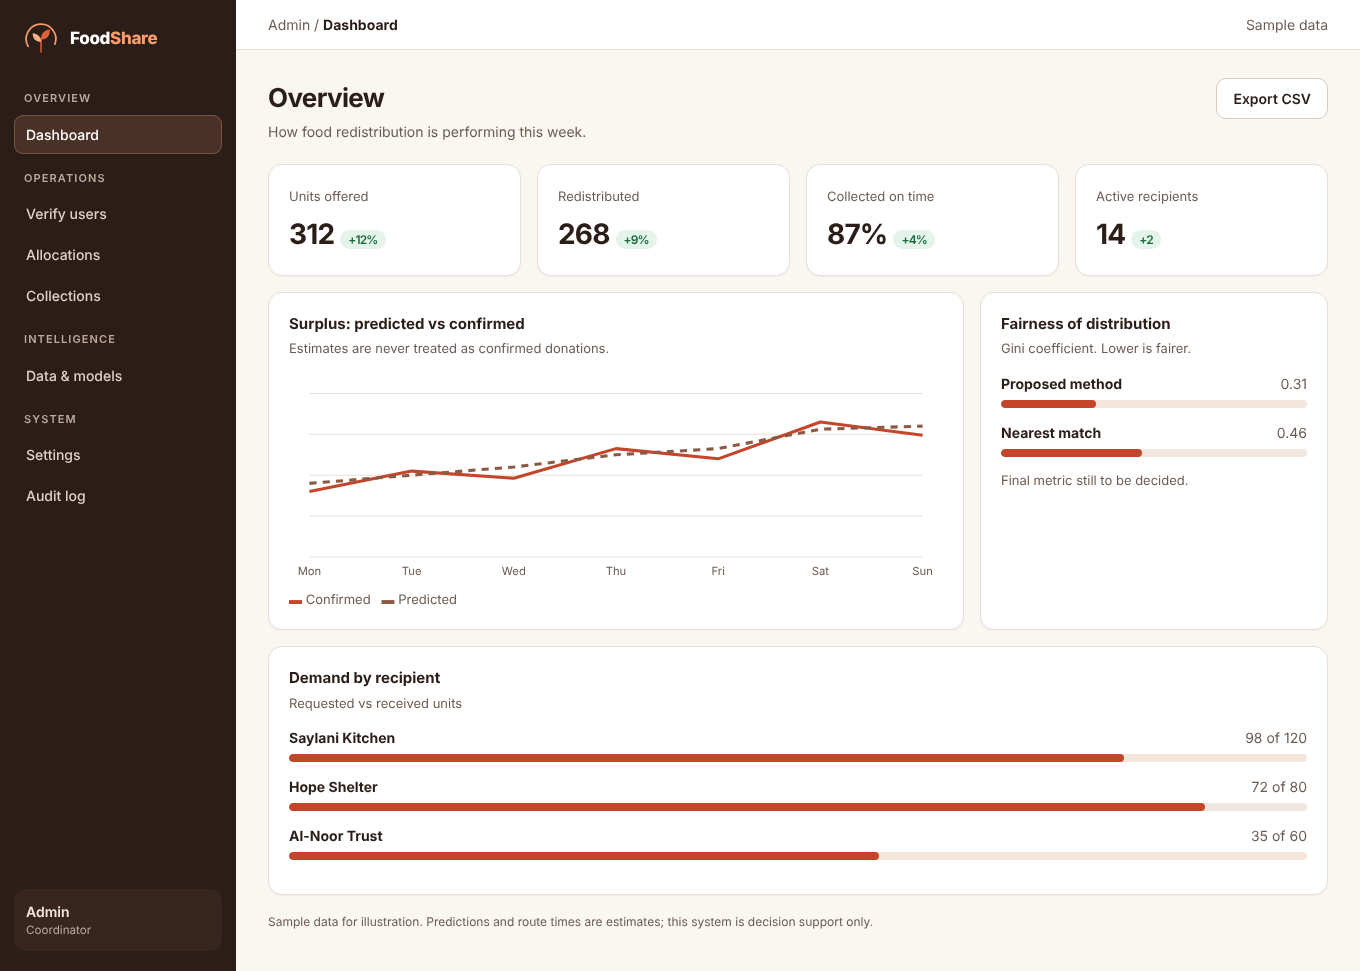 FoodShare
OVERVIEW
Dashboard
OPERATIONS
Verify users
Allocations
Collections
INTELLIGENCE
Data & models
SYSTEM
Settings
Audit log
Admin
Coordinator
Admin / Dashboard
Sample data
Overview
Export CSV
How food redistribution is performing this week.
Units offered
312 +12%
Redistributed
268 +9%
Collected on time
87% +4%
Active recipients
14 +2
Surplus: predicted vs confirmed
Estimates are never treated as confirmed donations.
Mon Tue Wed Thu Fri Sat Sun
Confirmed Predicted
Fairness of distribution
Gini coefficient. Lower is fairer.
Proposed method 0.31
Nearest match 0.46
Final metric still to be decided.
Demand by recipient
Requested vs received units
Saylani Kitchen 98 of 120
Hope Shelter 72 of 80
Al-Noor Trust 35 of 60
Sample data for illustration. Predictions and route times are estimates; this system is decision support only.